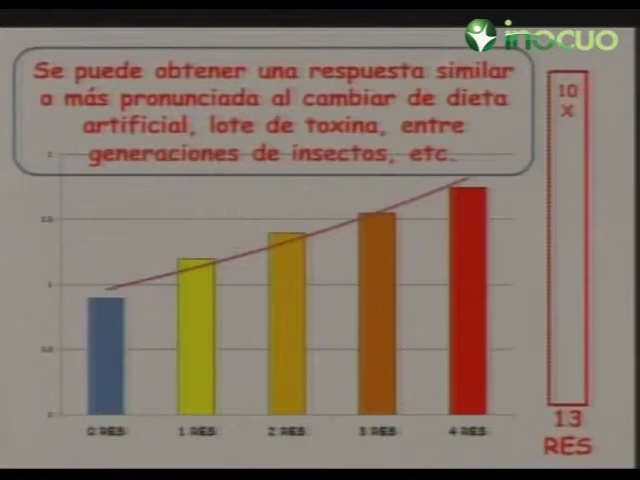 inocuo
Se puede obtener una respuesta similar
o más pronunciada al cambiar de dieta
artificial, lote de toxina, entre
generaciones de insectos, etc.
10
X
0 RES
1 RES
2 RES
3 RES
4 RES
13
RES